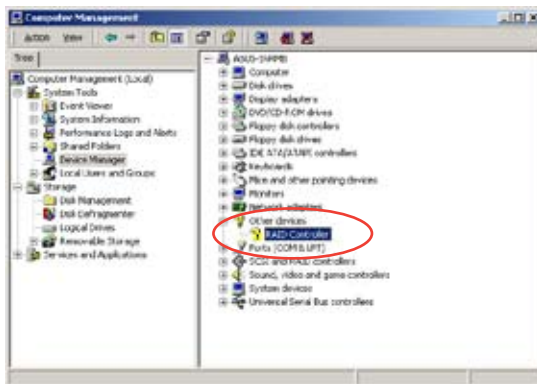 Computer Management
Action View
Tree
Computer Management (Local)
System Tools
Event Viewer
System Information
Performance Logs and Alerts
Shared Folders
Device Manager
Local Users and Groups
Storage
Disk Management
Disk Defragmenter
Logical Drives
Removable Storage
Services and Applications
Computer
Disk drives
Display adapters
DVD/CD-ROM drives
Floppy disk controllers
Floppy disk drives
IDE ATA/ATAPI controllers
Keyboards
Mice and other pointing devices
Monitors
Network adapters
Other devices
RAID Controller
Ports (COM & LPT)
SCSI and RAID controllers
Sound, video and game controllers
System devices
Universal Serial Bus controllers